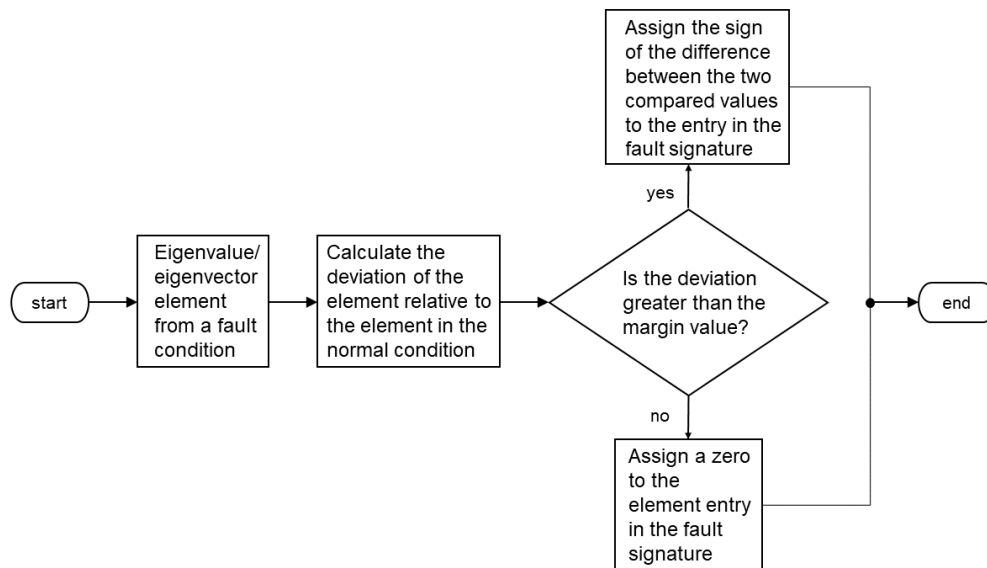 start
Eigenvalue/
eigenvector
element
from a fault
condition
Calculate the
deviation of the
element relative to
the element in the
normal condition
Is the deviation
greater than the
margin value?
yes
Assign the sign
of the difference
between the two
compared values
to the entry in the
fault signature
no
Assign a zero
to the
element entry
in the fault
signature
end